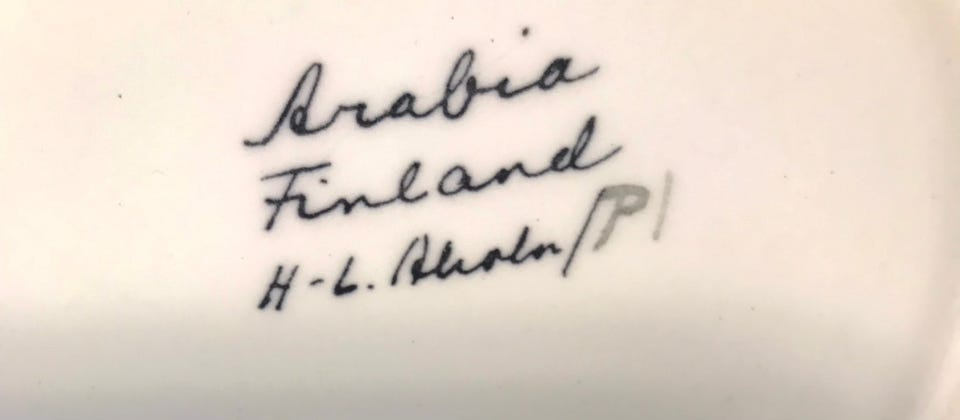 Arabia
Finland
H-L. Ahola/P/